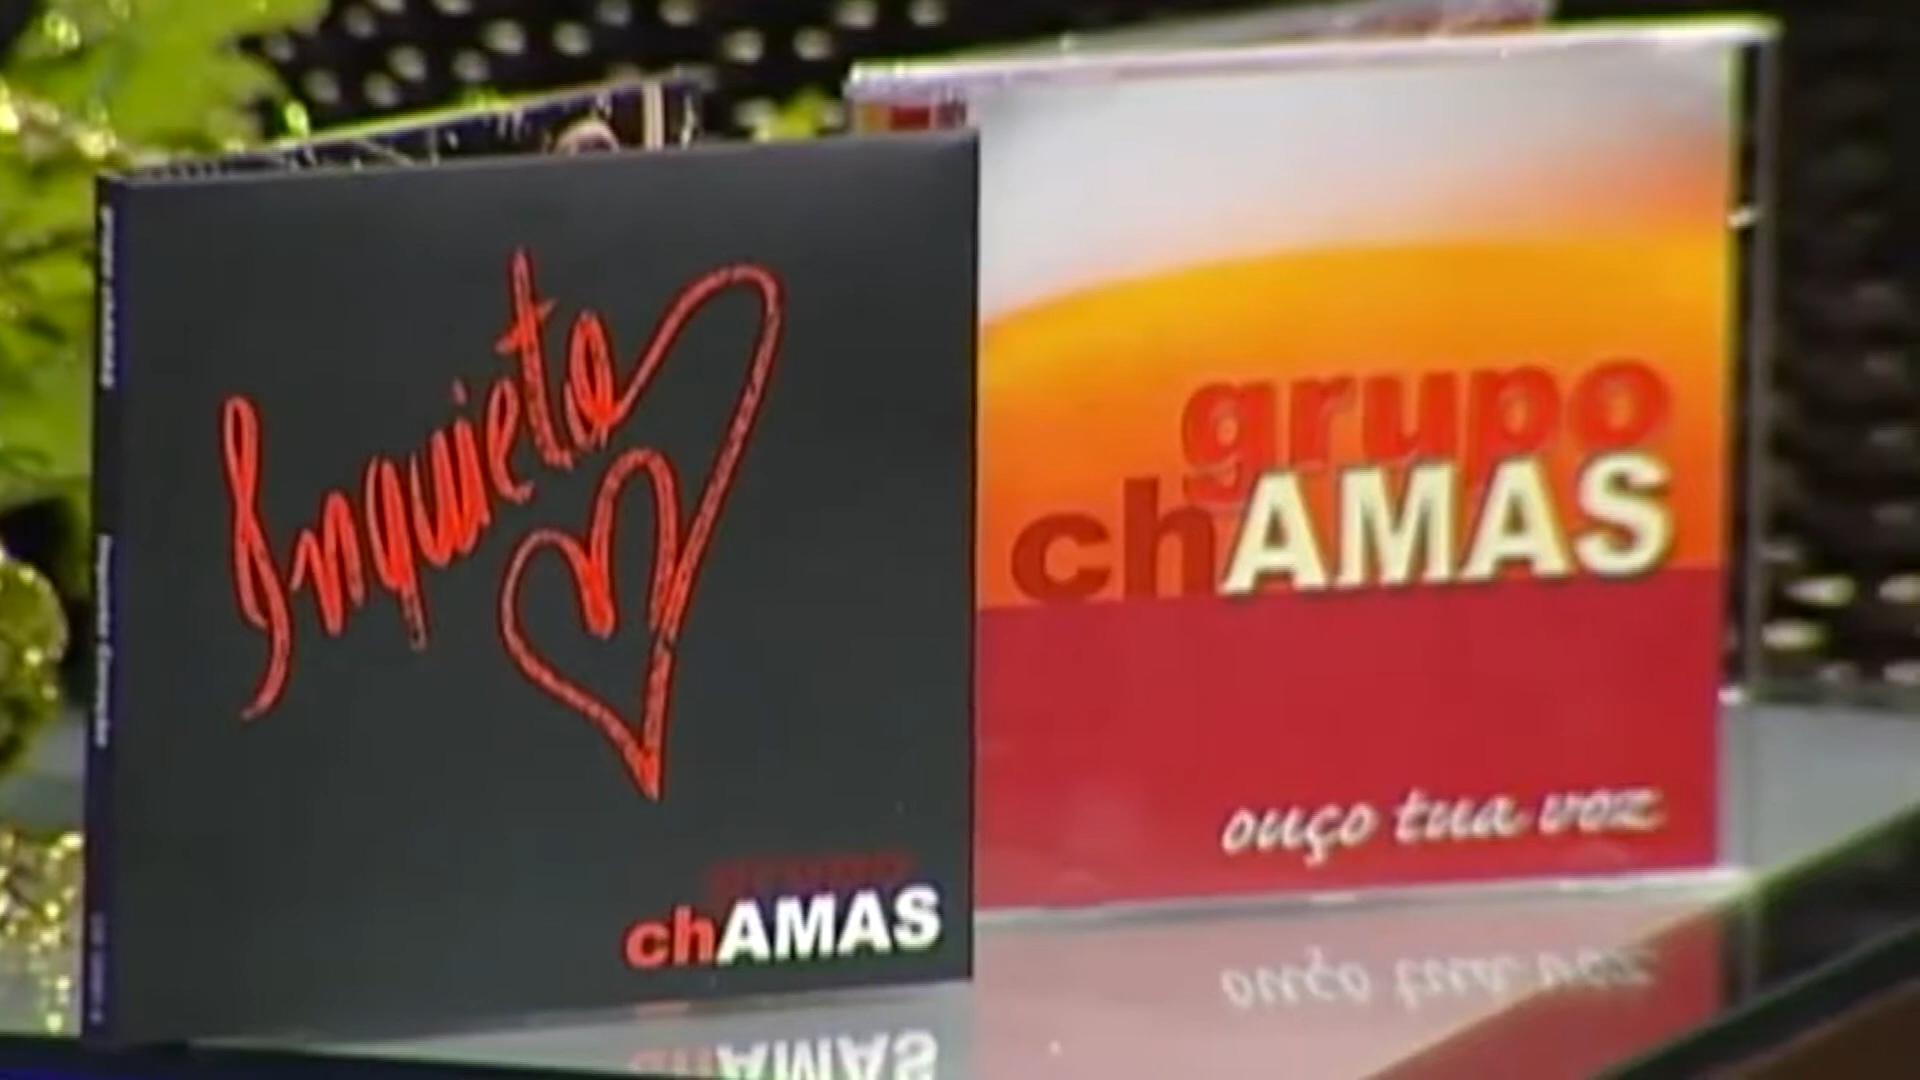 Inquieto
grupo
chAMAS
grupo
chAMAS
ouço tua voz